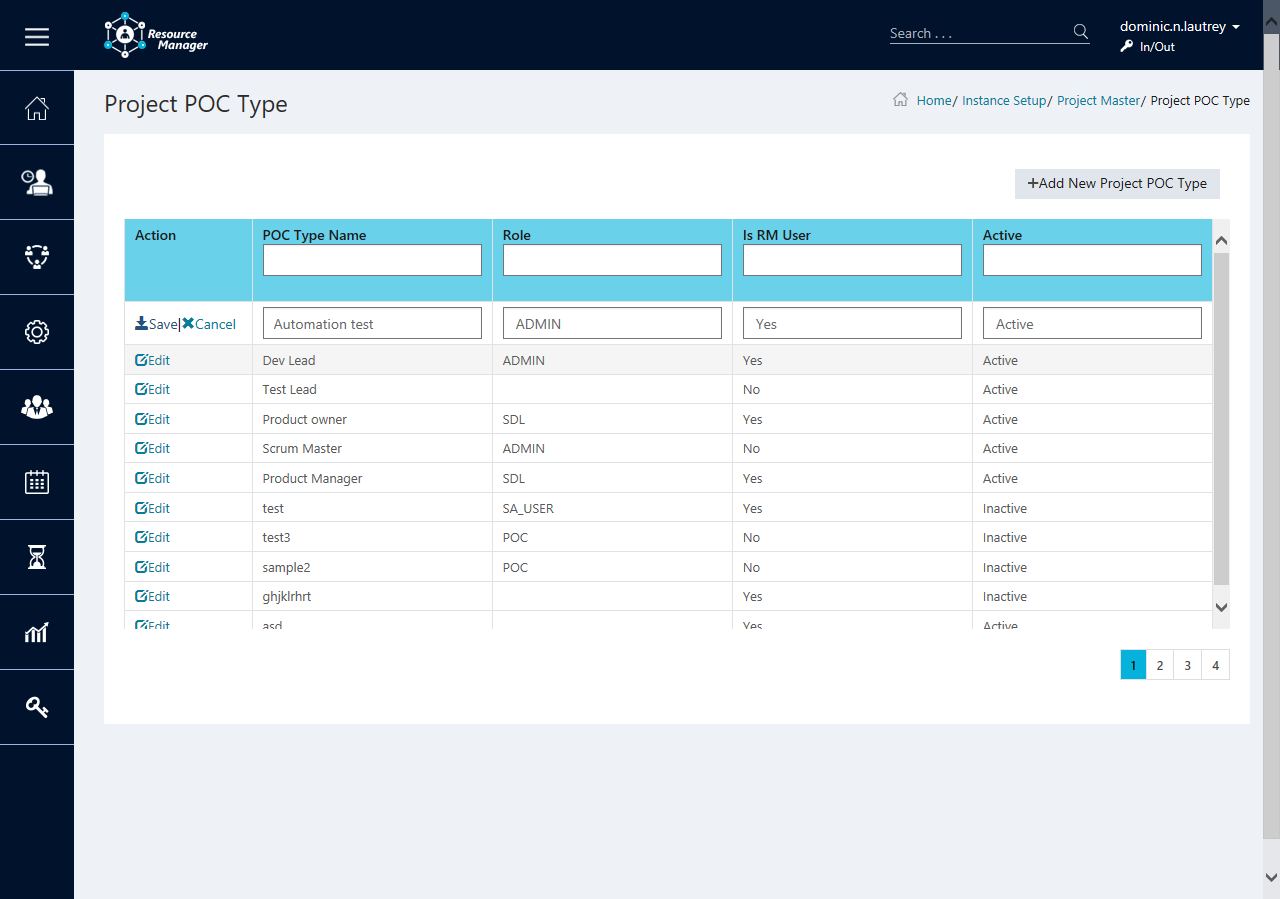 Resource
Manager
Search . . .
dominic.n.lautrey
In/Out
Project POC Type
Home/ Instance Setup/ Project Master/ Project POC Type
+Add New Project POC Type
Action POC Type Name Role Is RM User Active
Save|Cancel Automation test ADMIN Yes Active
Edit Dev Lead ADMIN Yes Active
Edit Test Lead No Active
Edit Product owner SDL Yes Active
Edit Scrum Master ADMIN No Active
Edit Product Manager SDL Yes Active
Edit test SA_USER Yes Inactive
Edit test3 POC No Inactive
Edit sample2 POC No Inactive
Edit ghjklrhrt Yes Inactive
Edit asd Yes Active
1 2 3 4